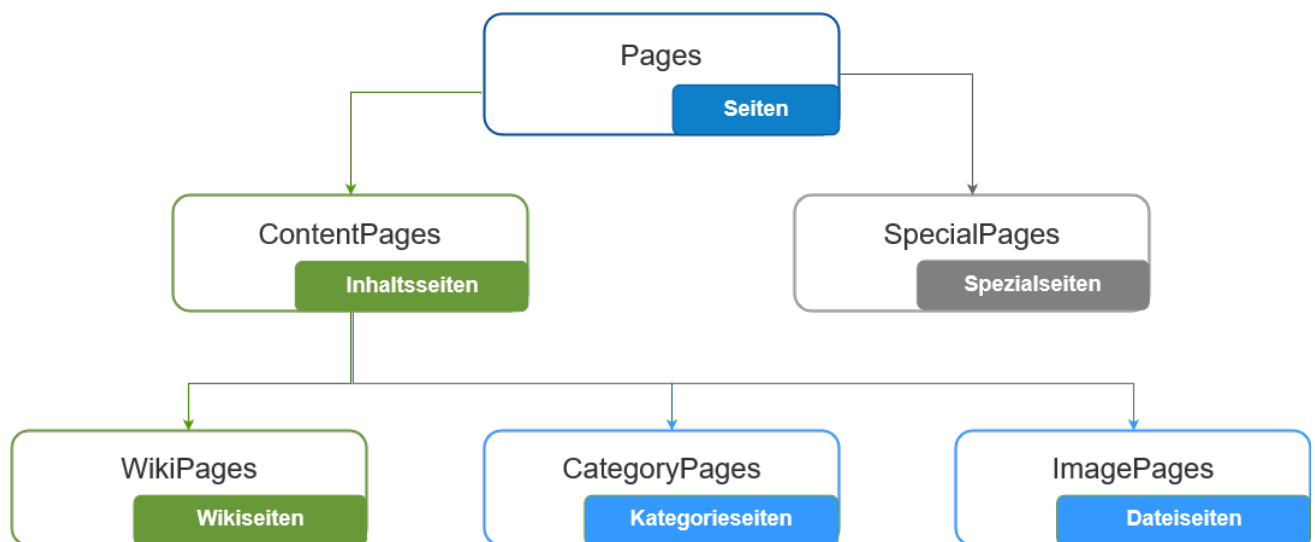 Pages
Seiten
ContentPages
Inhaltsseiten
SpecialPages
Spezialseiten
WikiPages
Wikiseiten
CategoryPages
Kategorieseiten
ImagePages
Dateiseiten